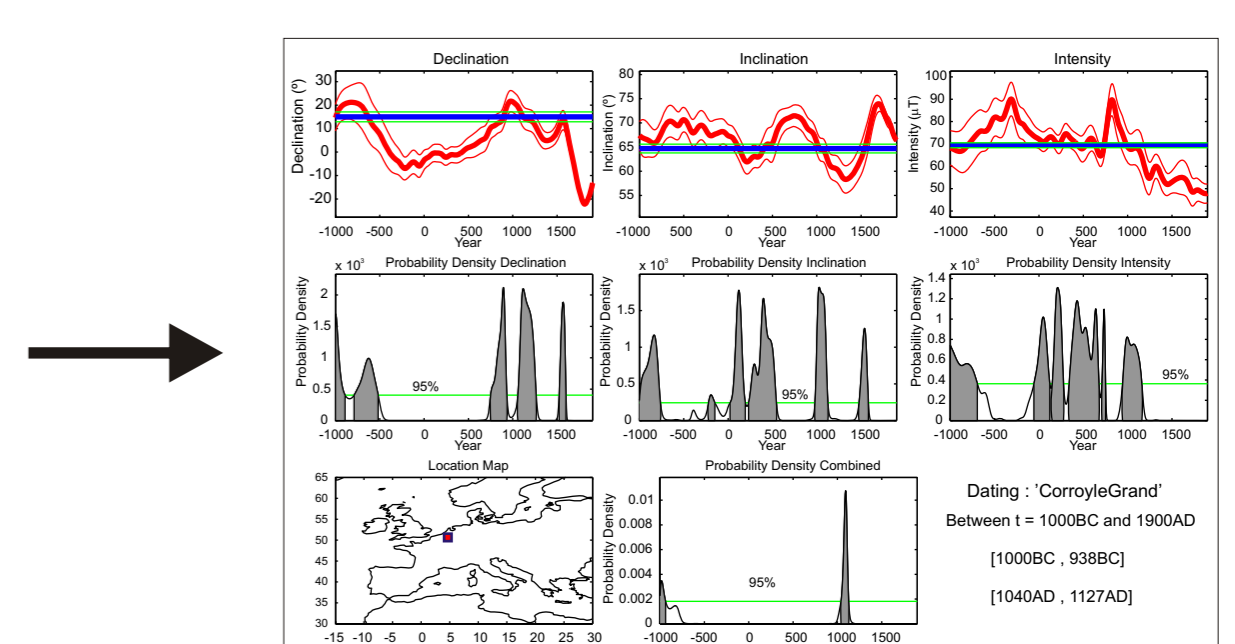 Declination Inclination Intensity
Declination (º)
30
20
10
0
-10
-20
-1000 -500 0 500 1000 1500
Year
Inclination (º)
80
75
70
65
60
55
-1000 -500 0 500 1000 1500
Year
Intensity (μT)
100
90
80
70
60
50
40
-1000 -500 0 500 1000 1500
Year
x 10³ Probability Density Declination
Probability Density
2
1.5
1
0.5
0
95%
-1000 -500 0 500 1000 1500
Year
x 10³ Probability Density Inclination
Probability Density
1.5
1
0.5
0
95%
-1000 -500 0 500 1000 1500
Year
x 10³ Probability Density Intensity
Probability Density
1.4
1.2
1
0.8
0.6
0.4
0.2
0
95%
-1000 -500 0 500 1000 1500
Year
Location Map
65
60
55
50
45
40
35
30
-15 -10 -5 0 5 10 15 20 25 30
Probability Density Combined
Probability Density
0.01
0.008
0.006
0.004
0.002
0
95%
-1000 -500 0 500 1000 1500
Dating : 'CorroyleGrand'
Between t = 1000BC and 1900AD
[1000BC , 938BC]
[1040AD , 1127AD]